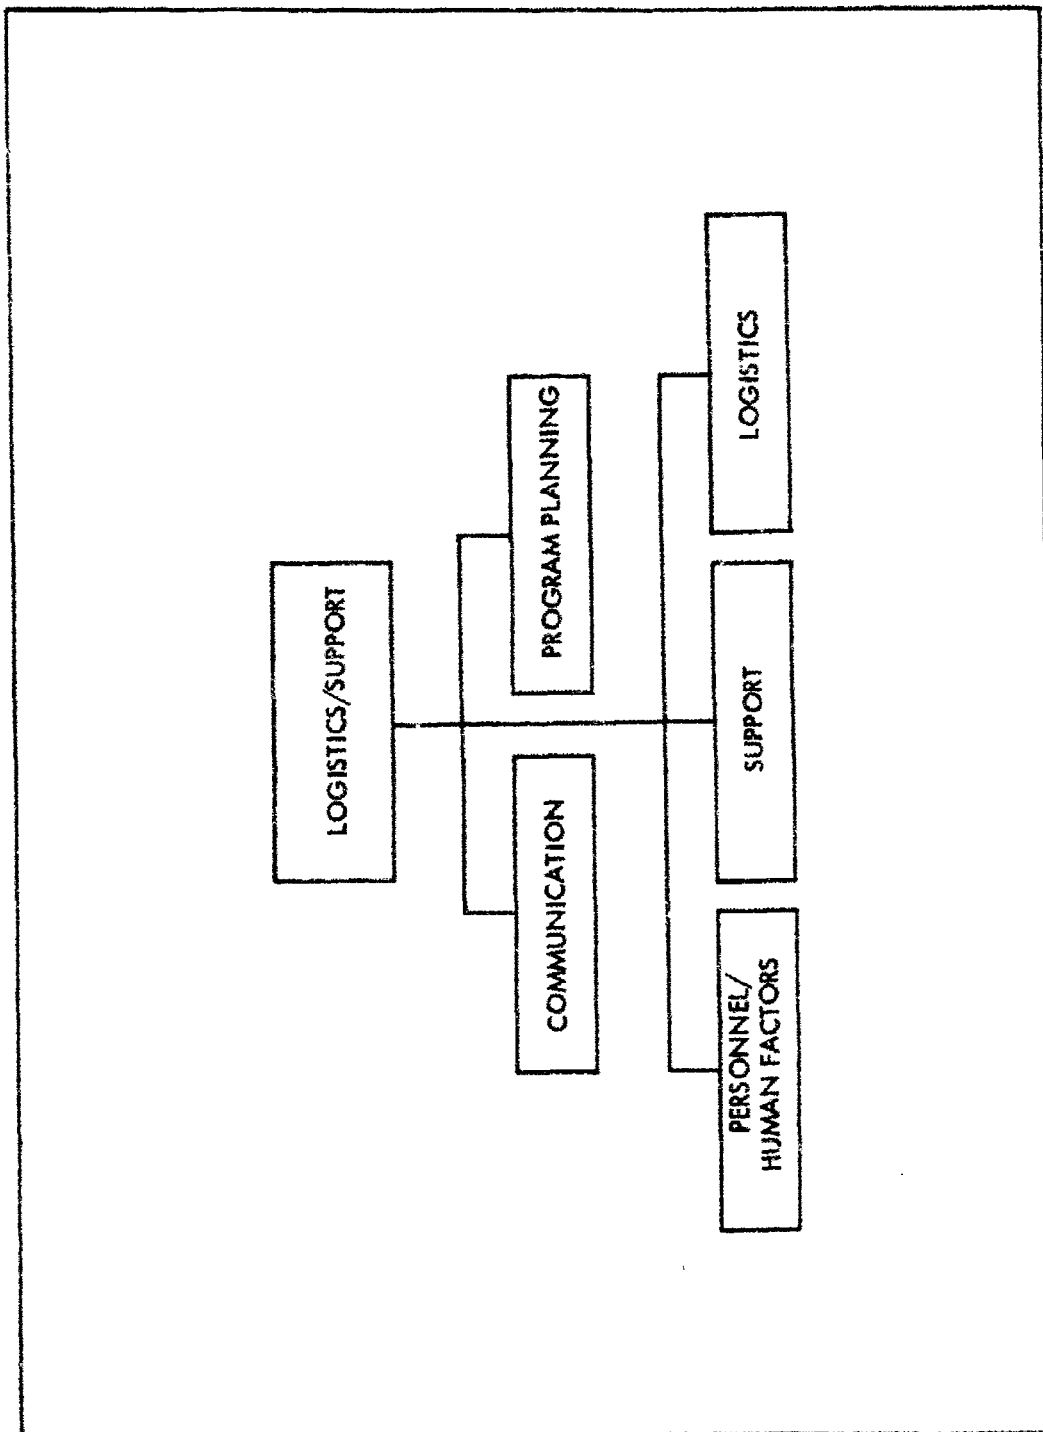 LOGISTICS/SUPPORT
COMMUNICATION
PROGRAM PLANNING
PERSONNEL/
HUMAN FACTORS
SUPPORT
LOGISTICS